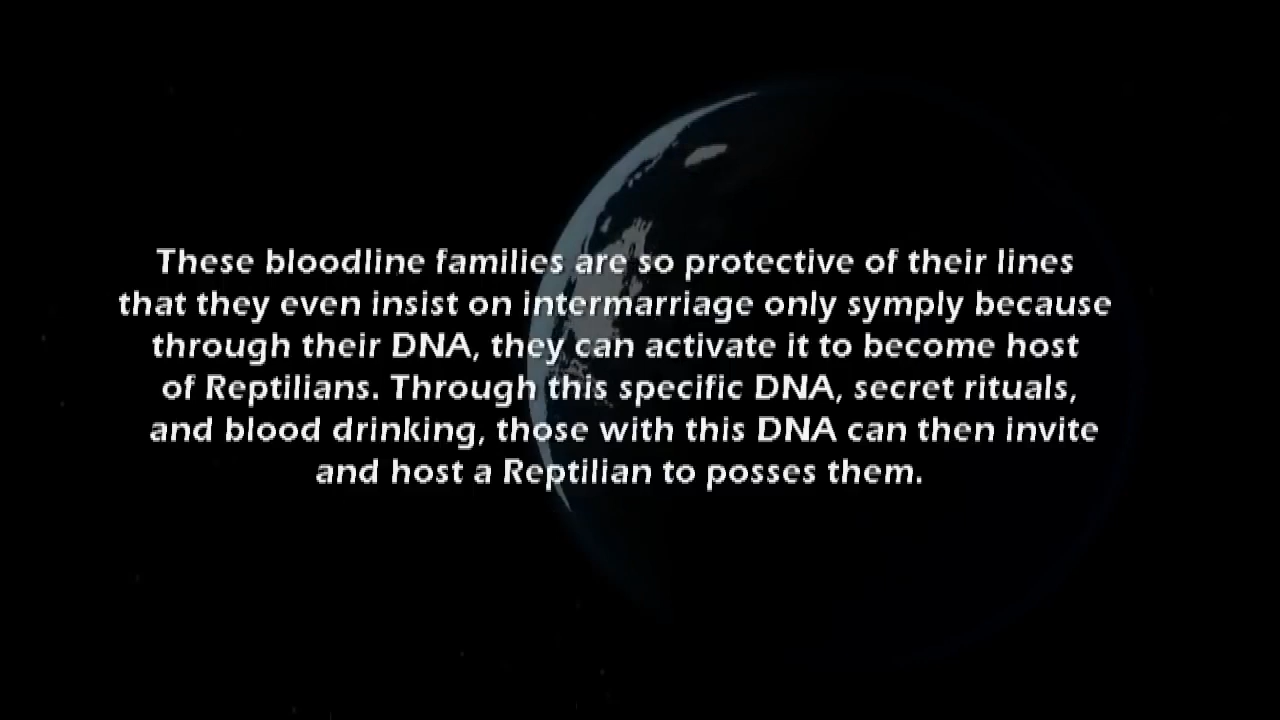 These bloodline families are so protective of their lines
that they even insist on intermarriage only symply because
through their DNA, they can activate it to become host
of Reptilians. Through this specific DNA, secret rituals,
and blood drinking, those with this DNA can then invite
and host a Reptilian to posses them.